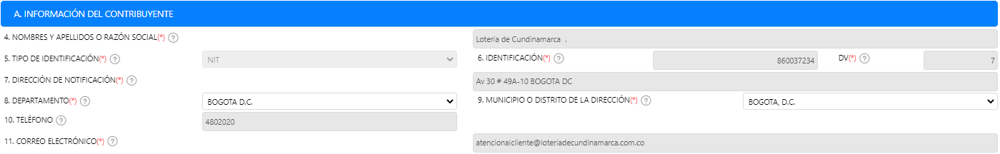 A. INFORMACIÓN DEL CONTRIBUYENTE
4. NOMBRES Y APELLIDOS O RAZÓN SOCIAL(*) ? Loteria de Cundinamarca .
5. TIPO DE IDENTIFICACIÓN(*) ? NIT 6. IDENTIFICACIÓN(*) ? 860037234 DV(*) ? 7
7. DIRECCIÓN DE NOTIFICACIÓN(*) ? Av 30 # 49A-10 BOGOTA DC
8. DEPARTAMENTO(*) ? BOGOTA D.C. 9. MUNICIPIO O DISTRITO DE LA DIRECCIÓN(*) ? BOGOTA, D.C.
10. TELÉFONO ? 4802020
11. CORREO ELECTRÓNICO(*) ? atencionalcliente@loteriadecundinamarca.com.co